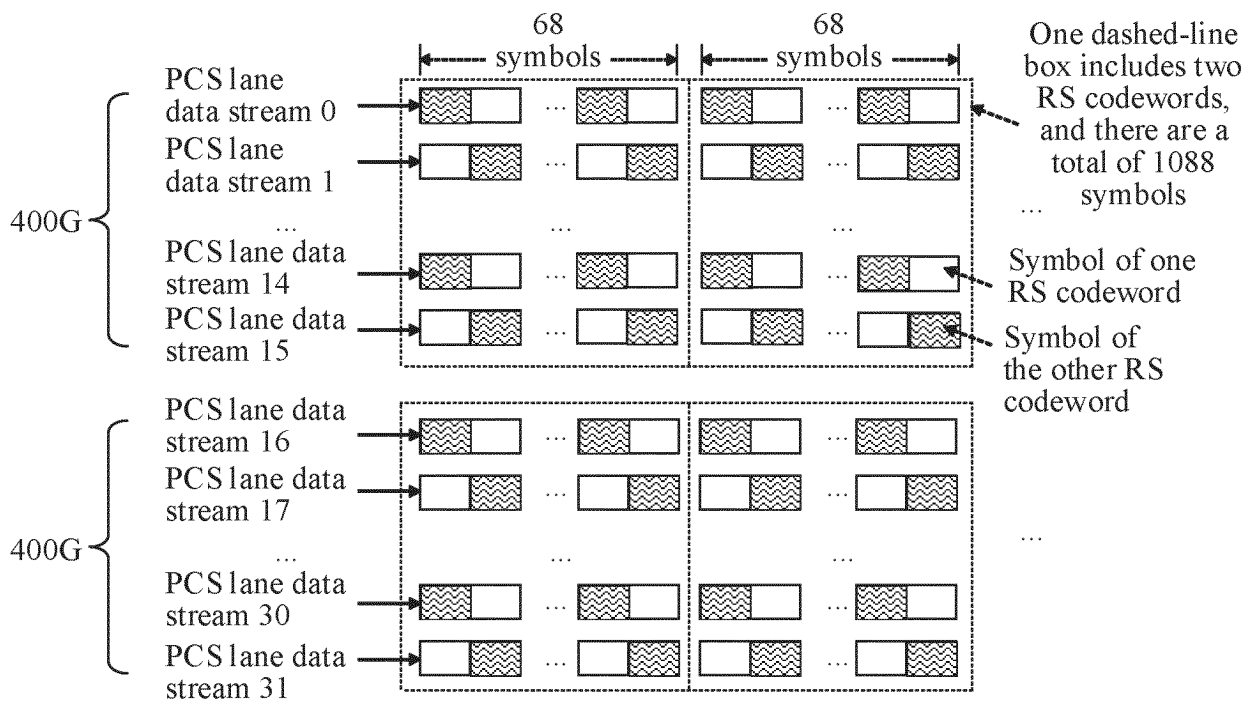 68
symbols
68
symbols
One dashed-line
box includes two
RS codewords,
and there are a
total of 1088
symbols
PCS lane
data stream 0
...
...
PCS lane
data stream 1
...
...
400G
...
...
...
...
PCS lane data
stream 14
...
...
Symbol of one
RS codeword
PCS lane data
stream 15
...
...
Symbol of
the other RS
codeword
PCS lane data
stream 16
...
...
PCS lane data
stream 17
...
...
400G
...
...
...
...
PCS lane data
stream 30
...
...
PCS lane data
stream 31
...
...